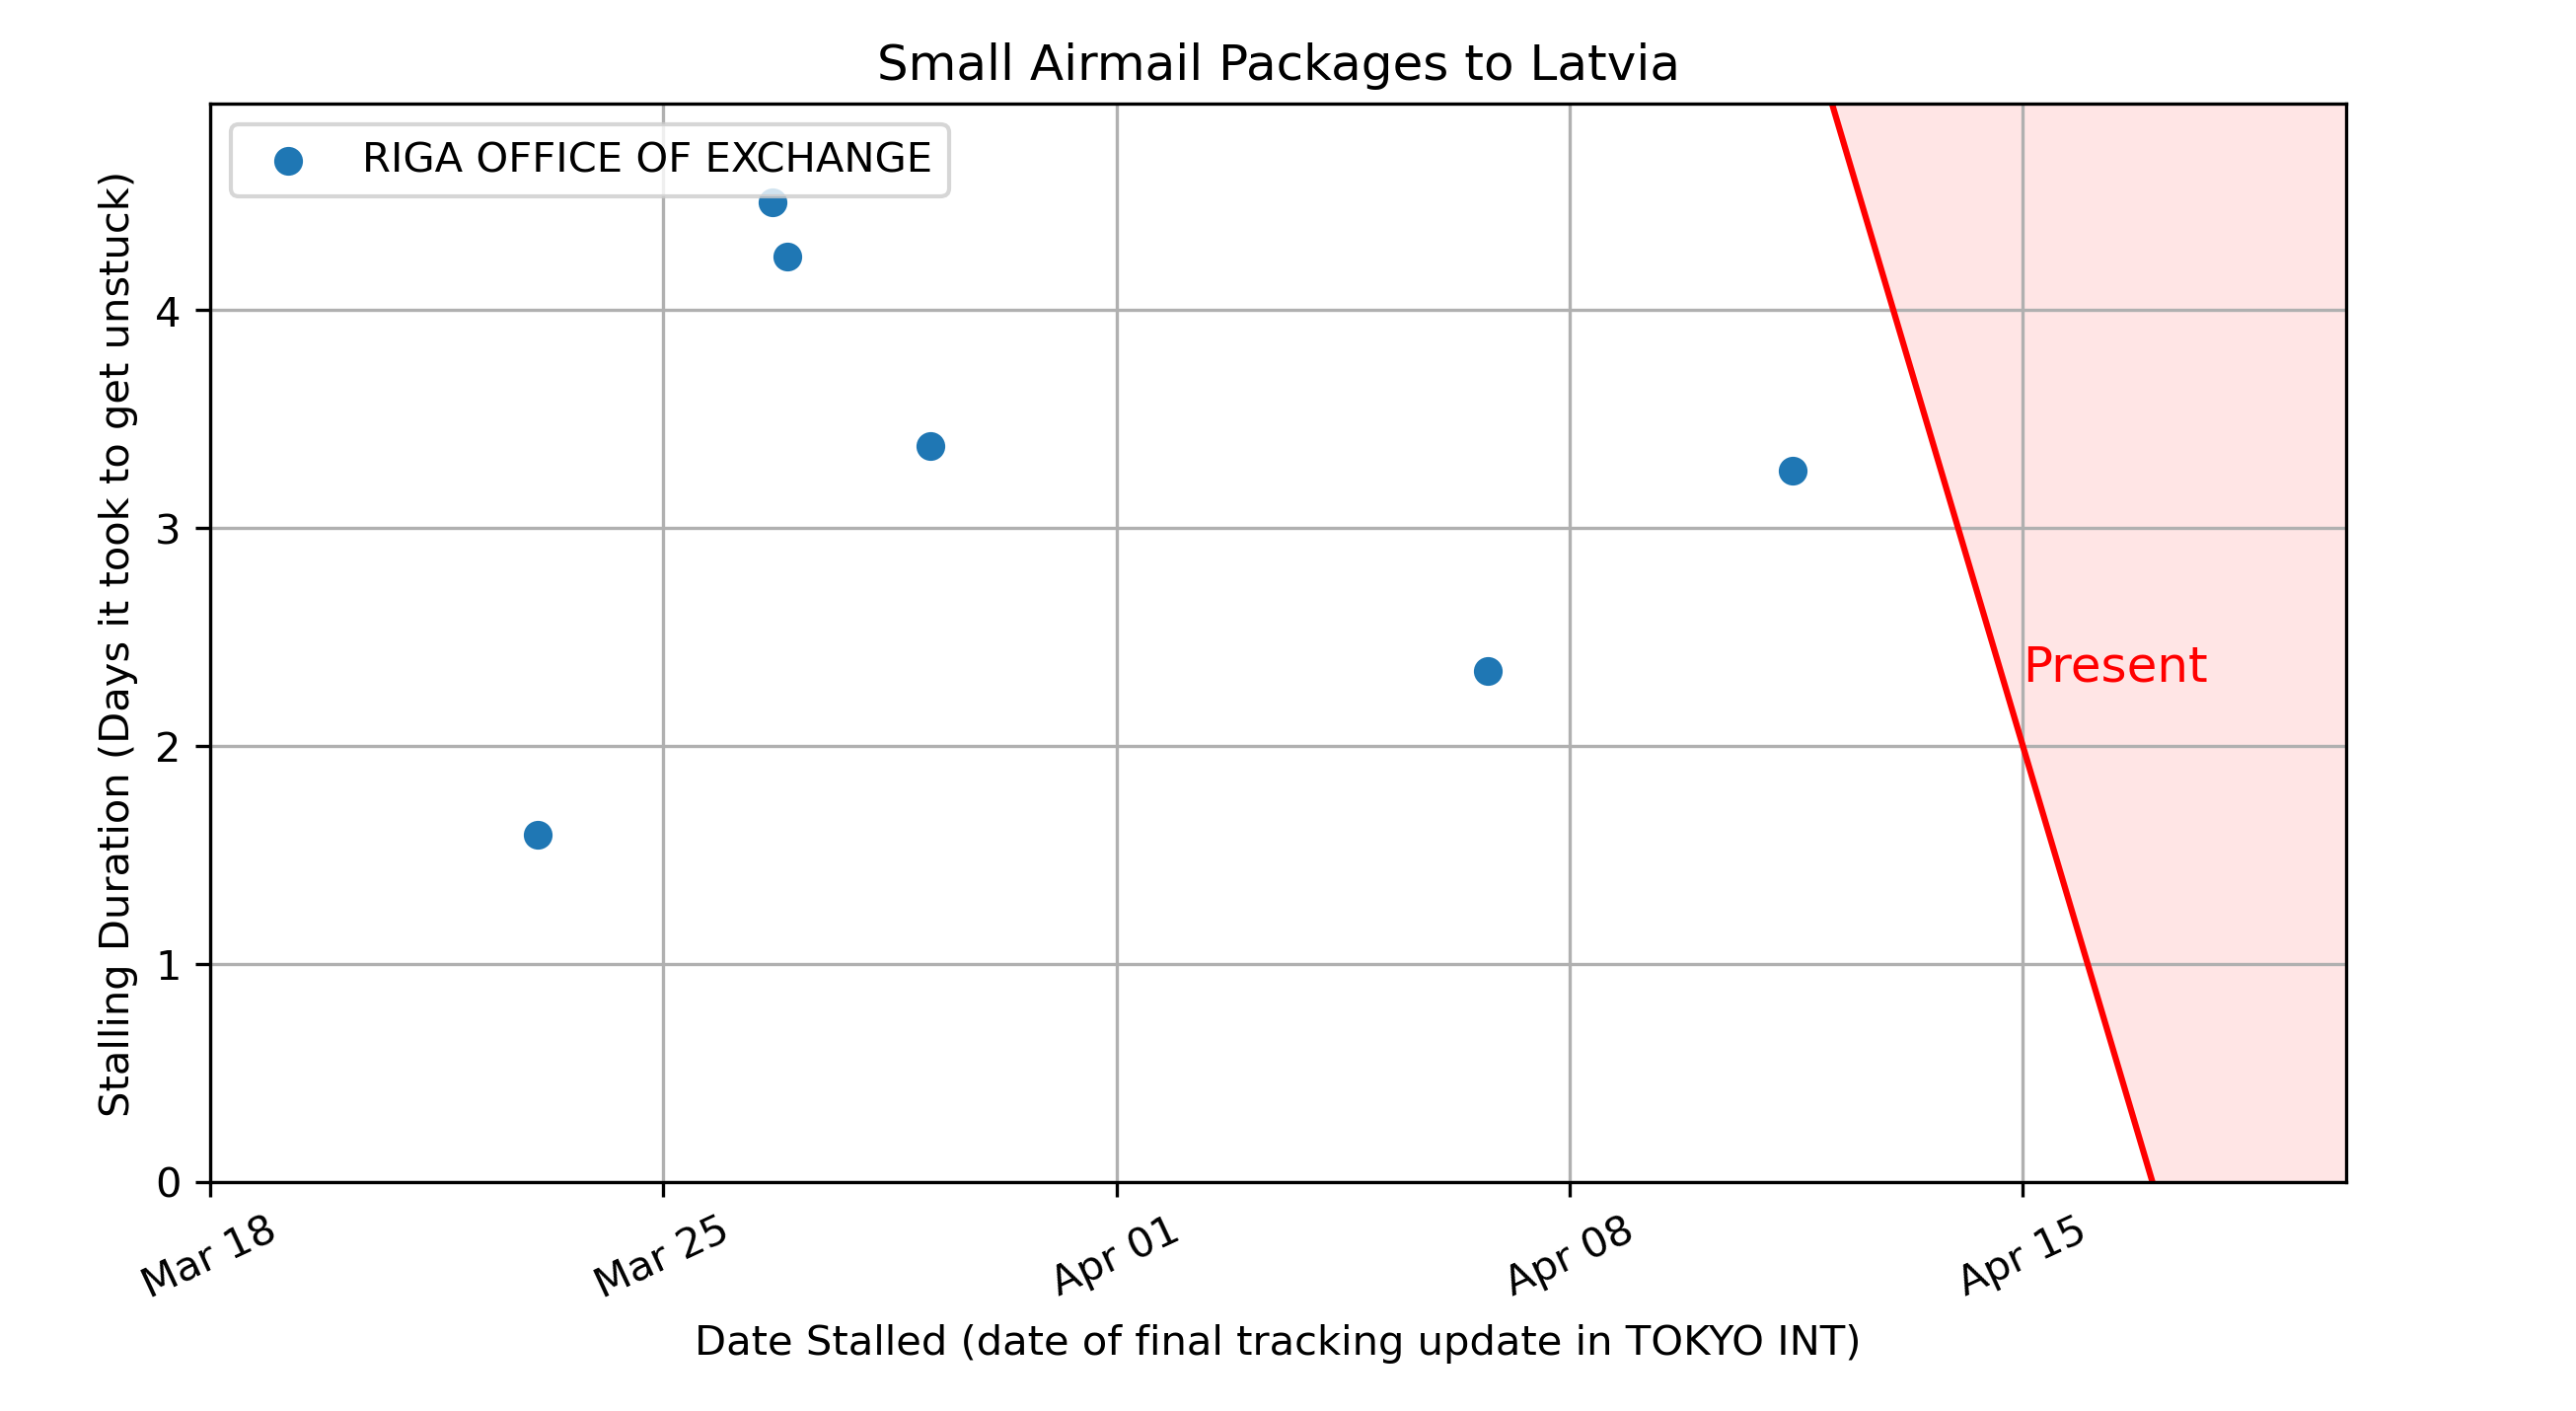 Small Airmail Packages to Latvia
RIGA OFFICE OF EXCHANGE
Stalling Duration (Days it took to get unstuck)
4
3
2
1
0
Present
Mar 18
Mar 25
Apr 01
Apr 08
Apr 15
Date Stalled (date of final tracking update in TOKYO INT)